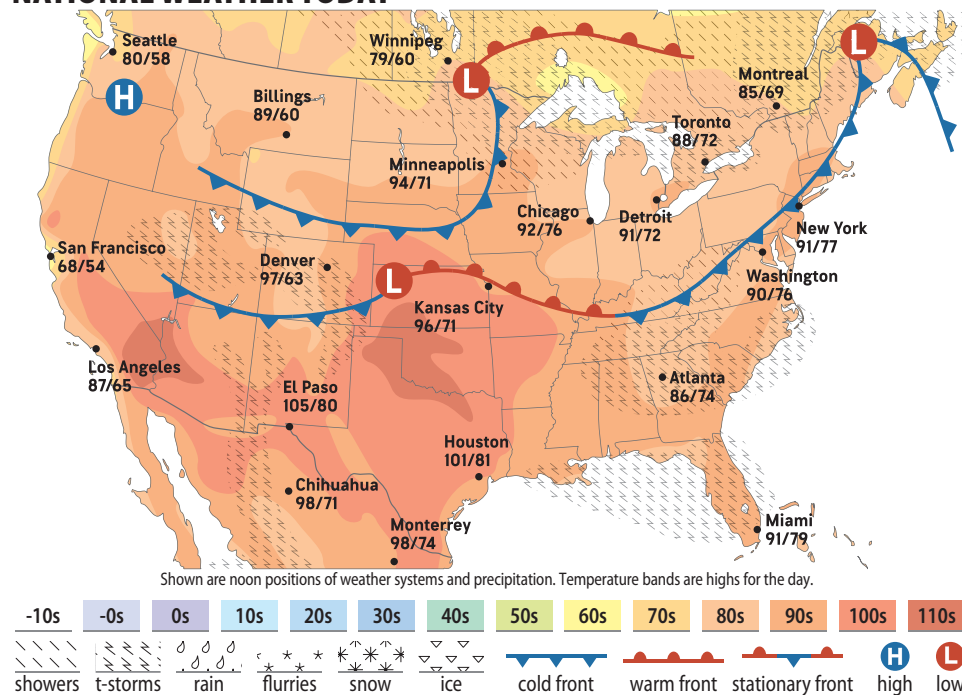 NATIONAL WEATHER TODAY
Seattle
80/58
H
Winnipeg
79/60
L
L
Montreal
85/69
Billings
89/60
Toronto
88/72
Minneapolis
94/71
Chicago
92/76
Detroit
91/72
New York
91/77
San Francisco
68/54
Denver
97/63
L
Washington
90/76
Kansas City
96/71
Los Angeles
87/65
El Paso
105/80
Atlanta
86/74
Houston
101/81
Chihuahua
98/71
Monterrey
98/74
Miami
91/79
Shown are noon positions of weather systems and precipitation. Temperature bands are highs for the day.
-10s -0s 0s 10s 20s 30s 40s 50s 60s 70s 80s 90s 100s 110s
H L
showers t-storms rain flurries snow ice cold front warm front stationary front high low